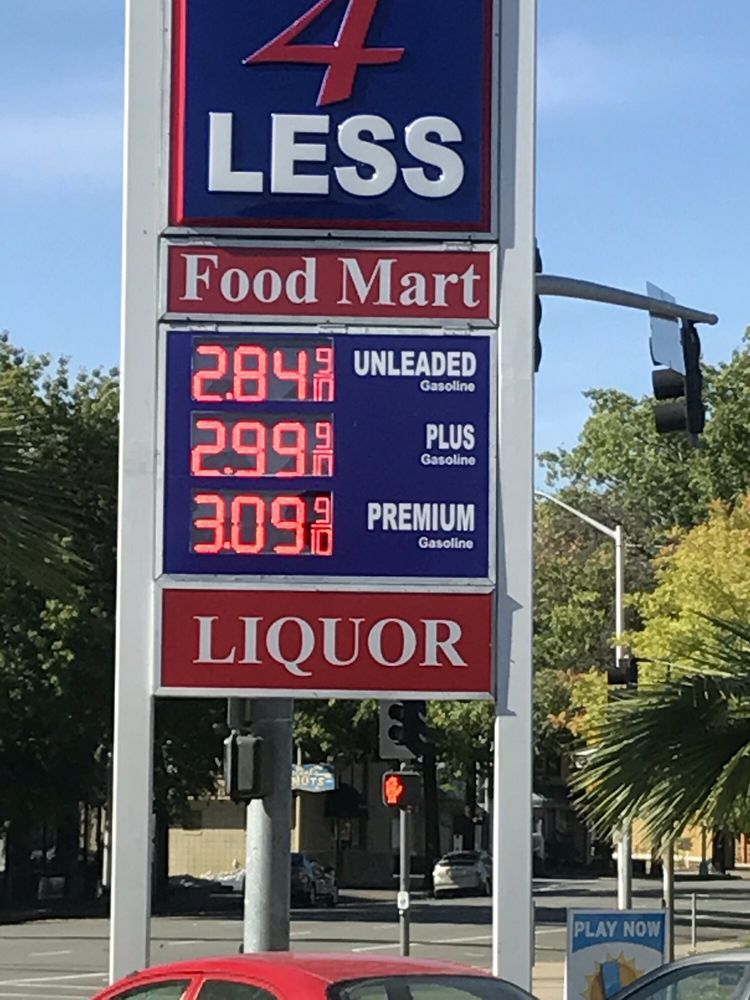 4
LESS
Food Mart
2.84 9/10 UNLEADED
Gasoline
2.99 9/10 PLUS
Gasoline
3.09 9/10 PREMIUM
Gasoline
LIQUOR
NUTS
PLAY NOW